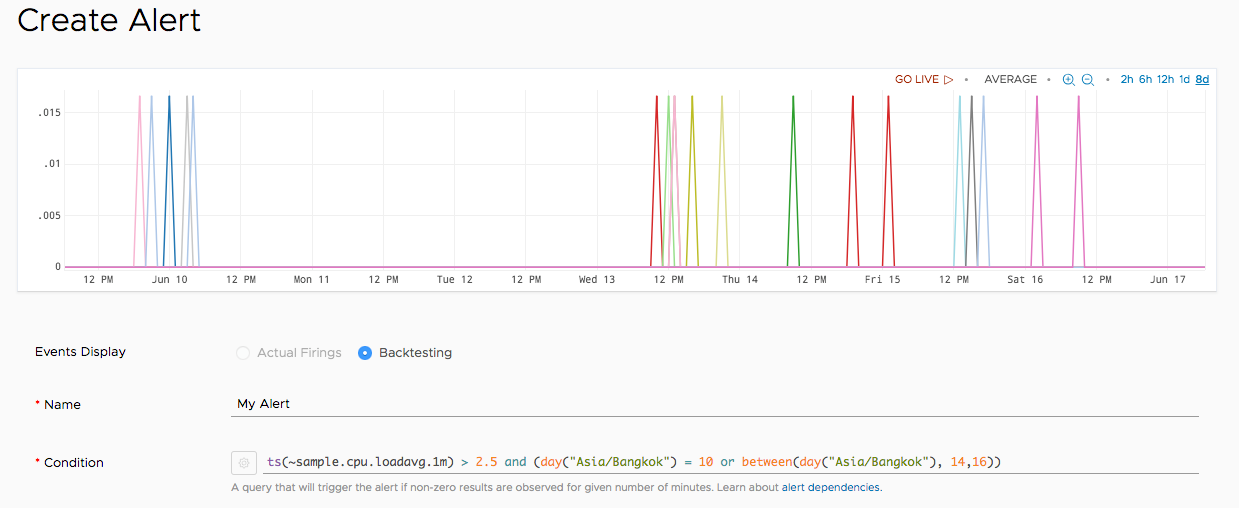 Create Alert
GO LIVE ▷ • AVERAGE • • 2h 6h 12h 1d 8d
.015
.01
.005
0
12 PM Jun 10 12 PM Mon 11 12 PM Tue 12 12 PM Wed 13 12 PM Thu 14 12 PM Fri 15 12 PM Sat 16 12 PM Jun 17
Events Display Actual Firings Backtesting
* Name My Alert
* Condition ts(~sample.cpu.loadavg.1m) > 2.5 and (day("Asia/Bangkok") = 10 or between(day("Asia/Bangkok"), 14,16))
A query that will trigger the alert if non-zero results are observed for given number of minutes. Learn about alert dependencies.